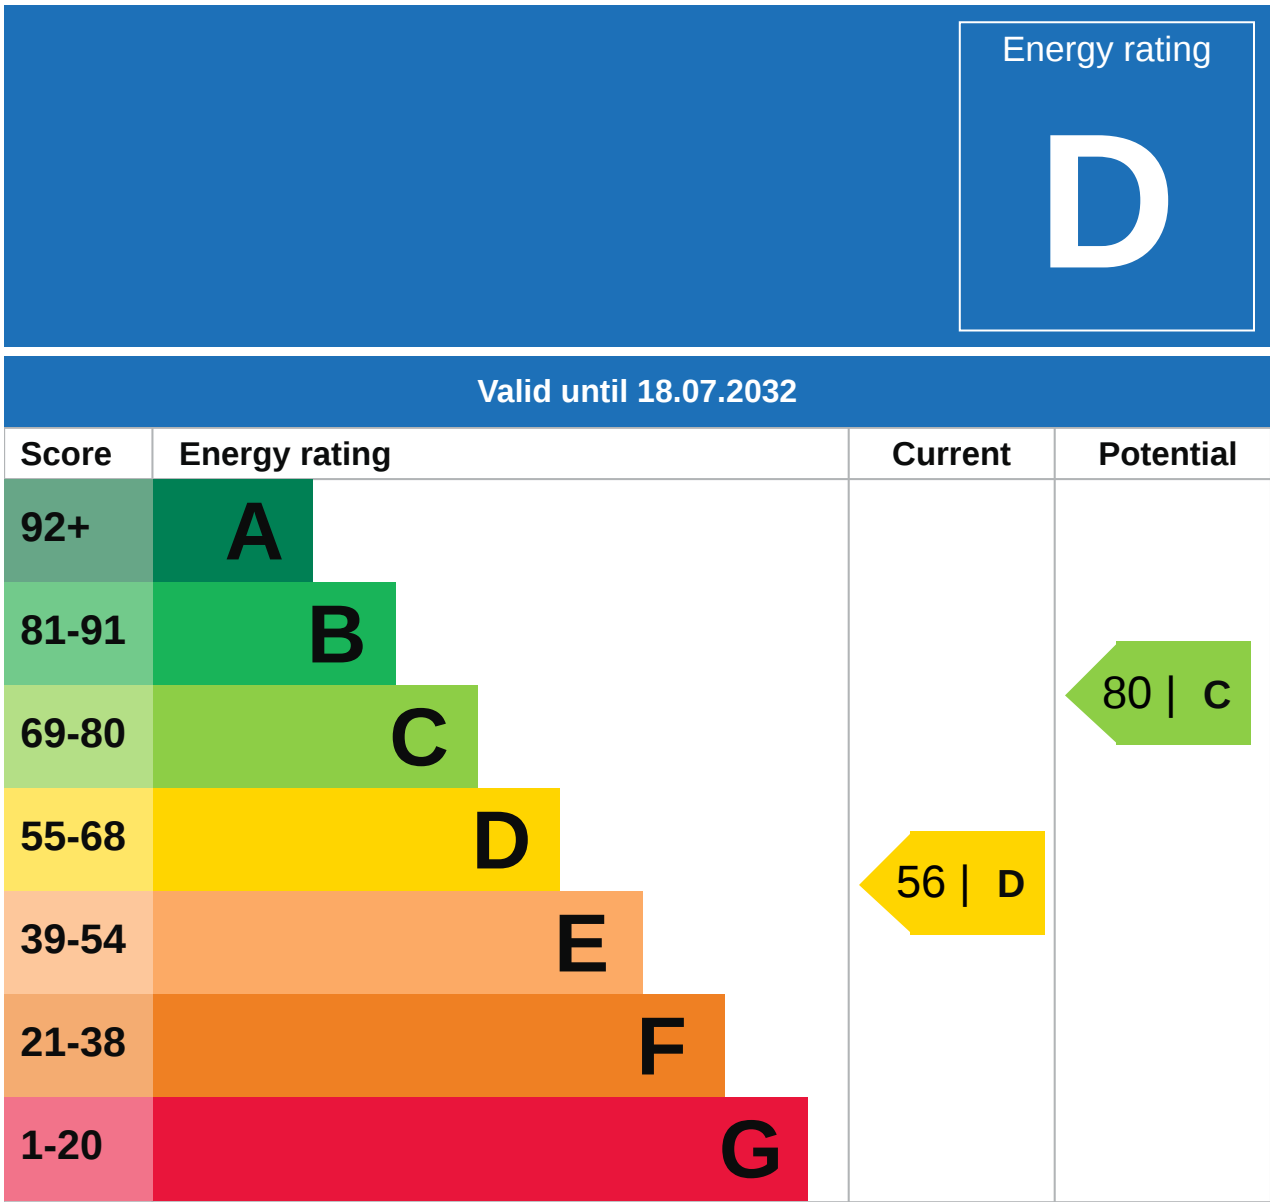 Energy rating
D
Valid until 18.07.2032
Score Energy rating Current Potential
92+ A
81-91 B
80 | C
69-80 C
55-68 D
56 | D
39-54 E
21-38 F
1-20 G